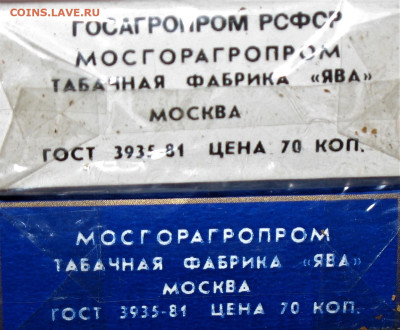 COINS.LAVE.RU
ГОСАГРОПРОМ РСФСР
МОСГОРАГРОПРОМ
ТАБАЧНАЯ ФАБРИКА «ЯВА»
МОСКВА
ГОСТ 3935-81 ЦЕНА 70 КОП.
МОСГОРАГРОПРОМ
ТАБАЧНАЯ ФАБРИКА «ЯВА»
МОСКВА
ГОСТ 3935-81 ЦЕНА 70 КОП.